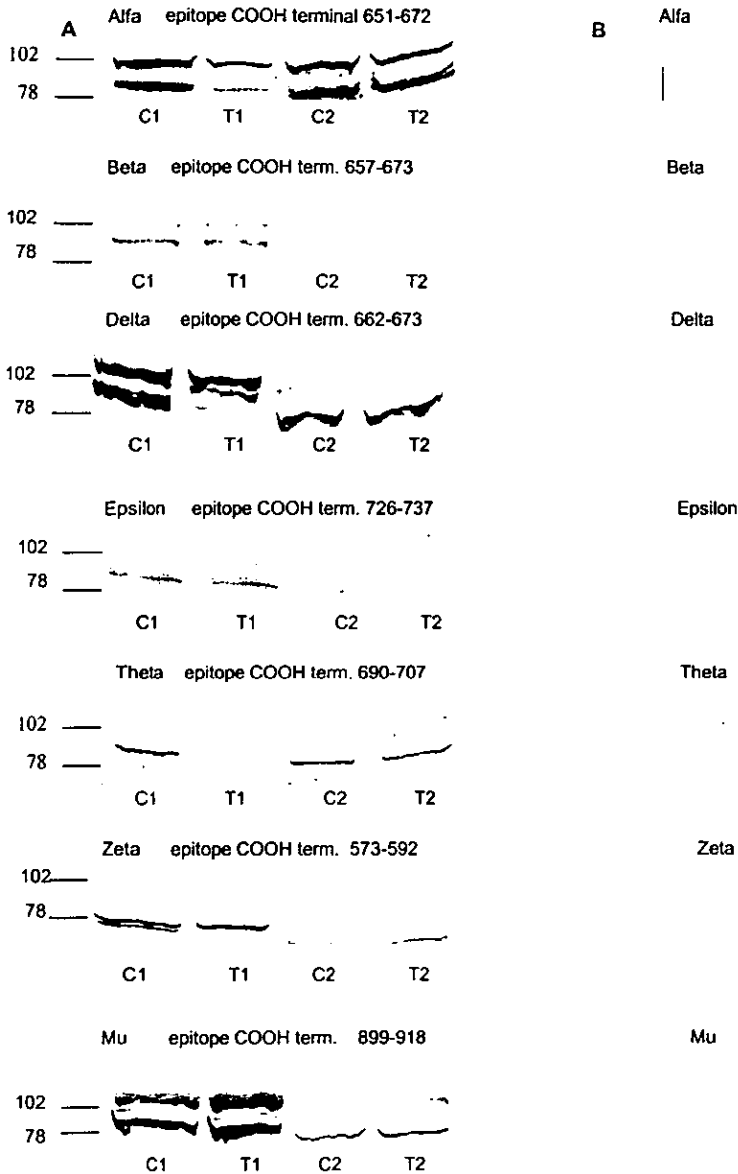 A Alfa epitope COOH terminal 651-672 B Alfa
102
78
C1 T1 C2 T2
Beta epitope COOH term. 657-673 Beta
102
78
C1 T1 C2 T2
Delta epitope COOH term. 662-673 Delta
102
78
C1 T1 C2 T2
Epsilon epitope COOH term. 726-737 Epsilon
102
78
C1 T1 C2 T2
Theta epitope COOH term. 690-707 Theta
102
78
C1 T1 C2 T2
Zeta epitope COOH term. 573-592 Zeta
102
78
C1 T1 C2 T2
Mu epitope COOH term. 899-918 Mu
102
78
C1 T1 C2 T2